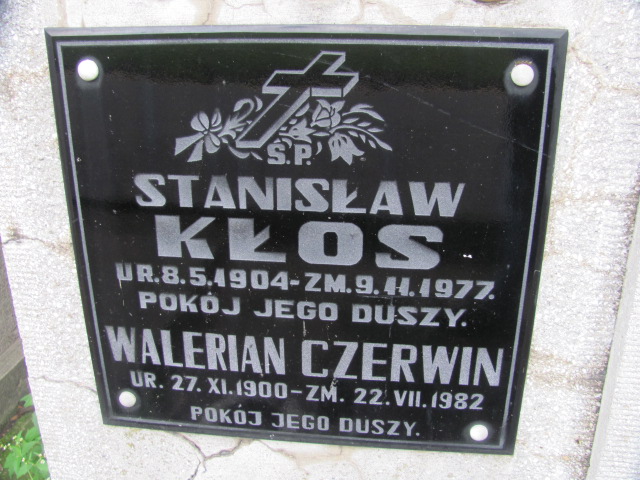 Ś.P.
STANISŁAW
KŁOS
UR.8.5.1904-ZM.9.11.1977.
POKÓJ JEGO DUSZY.
WALERIAN CZERWIN
UR. 27. XI.1900-ZM. 22.VII.1982
POKÓJ JEGO DUSZY.